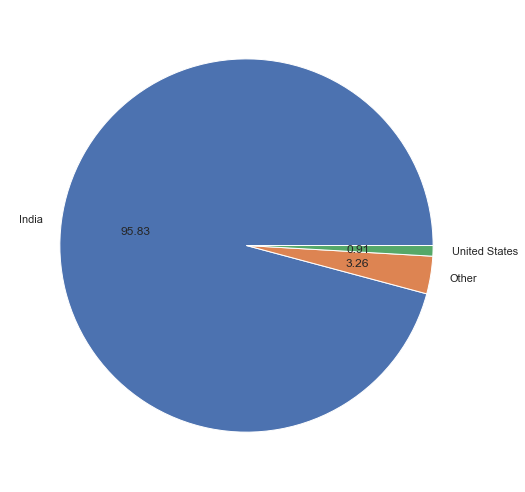 India
95.83
0.91
United States
3.26
Other